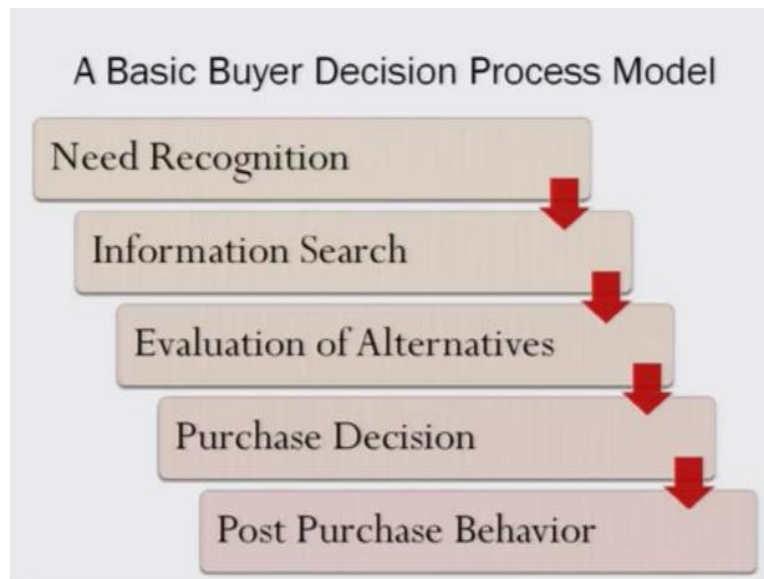 A Basic Buyer Decision Process Model
Need Recognition
Information Search
Evaluation of Alternatives
Purchase Decision
Post Purchase Behavior